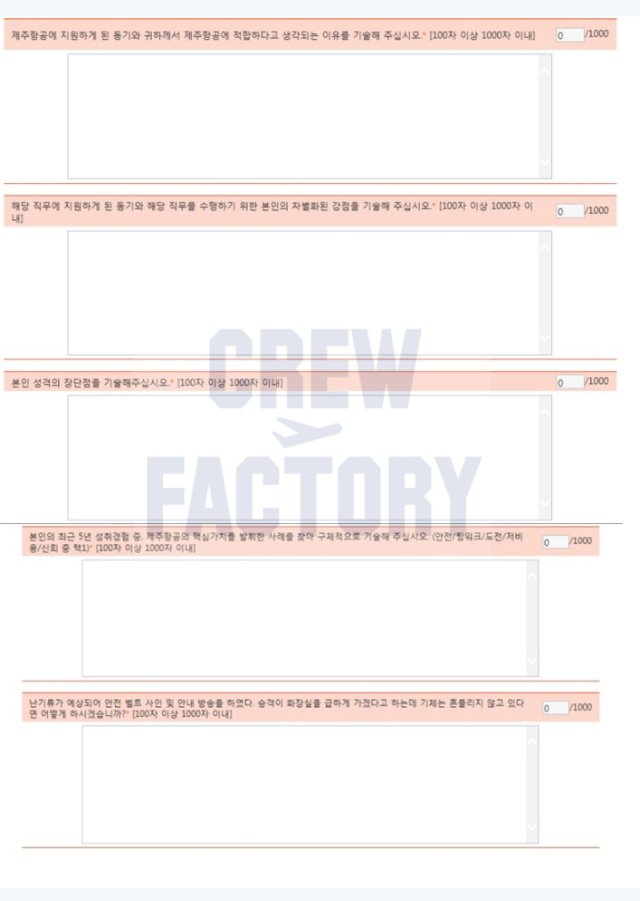 제주항공에 지원하게 된 동기와 귀하께서 제주항공에 적합하다고 생각되는 이유를 기술해 주십시오.* [100자 이상 1000자 이내]
0 /1000
해당 직무에 지원하게 된 동기와 해당 직무를 수행하기 위한 본인의 차별화된 강점을 기술해 주십시오.* [100자 이상 1000자 이
내]
0 /1000
CREW
본인 성격의 장단점을 기술해주십시오.* [100자 이상 1000자 이내]
0 /1000
FACTORY
본인의 최근 5년 성취경험 중, 제주항공의 핵심가치를 발휘한 사례를 찾아 구체적으로 기술해 주십시오. (안전/팀워크/도전/저비
용/신뢰 중 택1)* [100자 이상 1000자 이내]
0 /1000
난기류가 예상되어 안전 벨트 사인 및 안내 방송을 하였다. 승객이 화장실을 급하게 가겠다고 하는데 기체는 흔들리지 않고 있다
면 어떻게 하시겠습니까?* [100자 이상 1000자 이내]
0 /1000